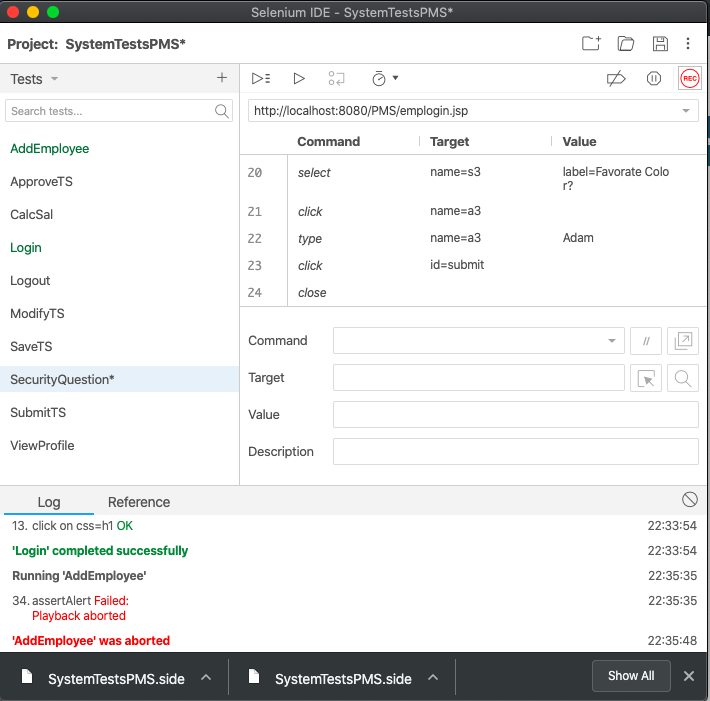 Selenium IDE - SystemTestsPMS*
Project: SystemTestsPMS*
Tests
REC
Search tests...
http://localhost:8080/PMS/emplogin.jsp
Command Target Value
AddEmployee
ApproveTS
CalcSal
Login
Logout
ModifyTS
SaveTS
SecurityQuestion*
SubmitTS
ViewProfile
20 select name=s3 label=Favorate Colo
r?
21 click name=a3
22 type name=a3 Adam
23 click id=submit
24 close
Command //
Target
Value
Description
Log Reference
13. click on css=h1 OK 22:33:54
'Login' completed successfully 22:33:54
Running 'AddEmployee' 22:35:35
34. assertAlert Failed: 22:35:35
Playback aborted
'AddEmployee' was aborted 22:35:48
SystemTestsPMS.side SystemTestsPMS.side Show All